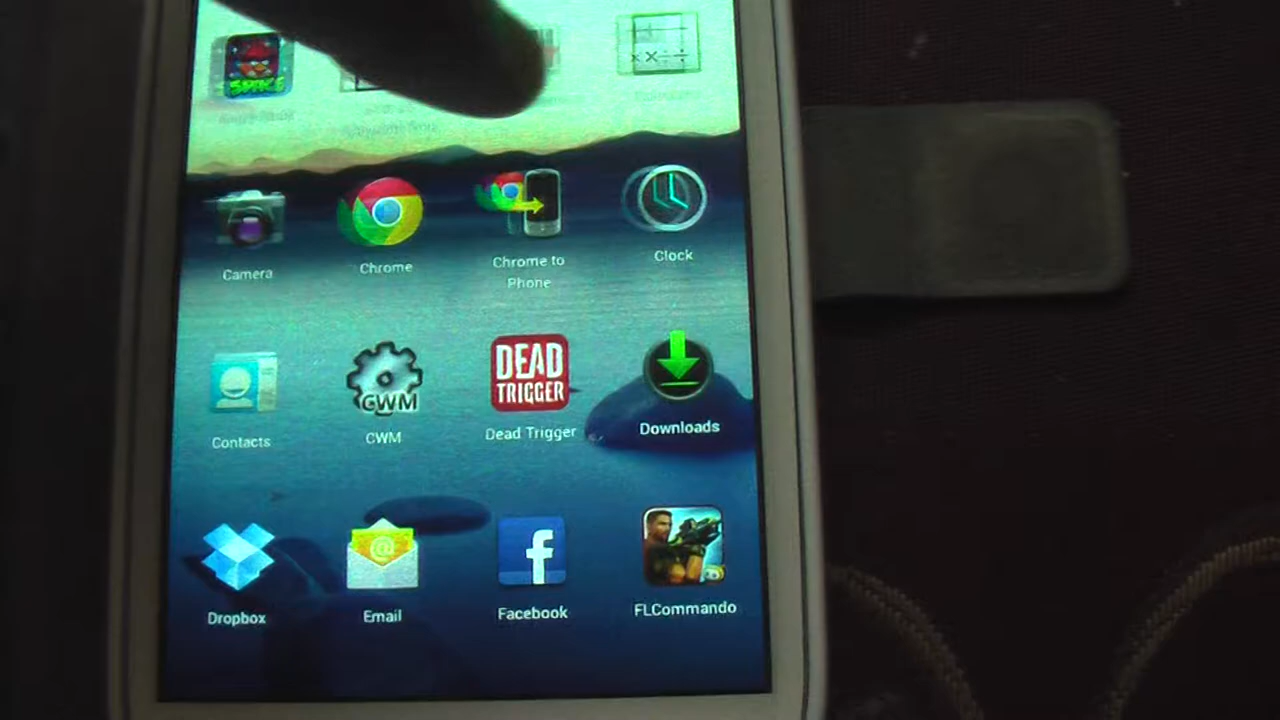 SPACE
Camera
Chrome
Chrome to
Phone
Clock
Contacts
CWM
CWM
DEAD
TRIGGER
Dead Trigger
Downloads
@
f
Dropbox
Email
Facebook
FLCommando